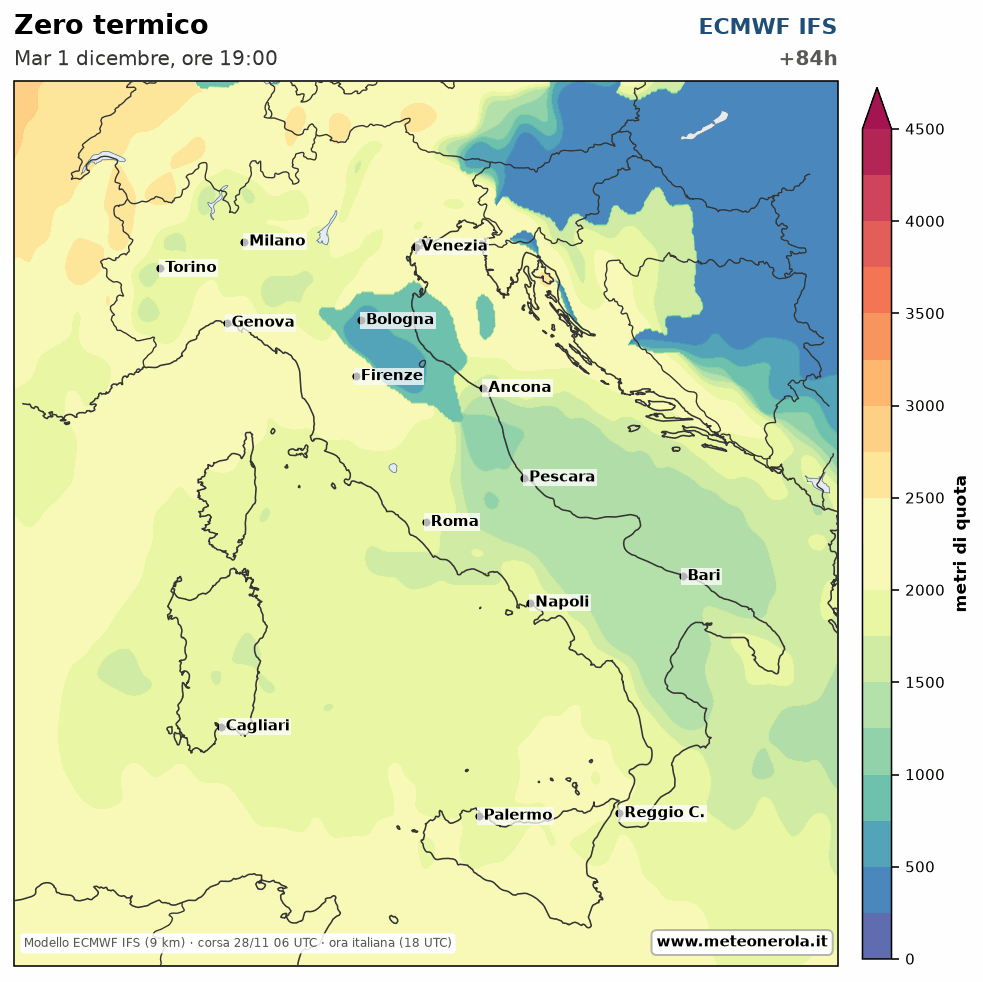 Zero termico
ECMWF IFS
Mar 1 dicembre, ore 19:00
+84h
Milano
Venezia
Torino
Genova
Bologna
Firenze
Ancona
Pescara
Roma
Bari
Napoli
Cagliari
Palermo
Reggio C.
4500
4000
3500
3000
2500
2000
1500
1000
500
0
metri di quota
Modello ECMWF IFS (9 km) · corsa 28/11 06 UTC · ora italiana (18 UTC)
www.meteonerola.it